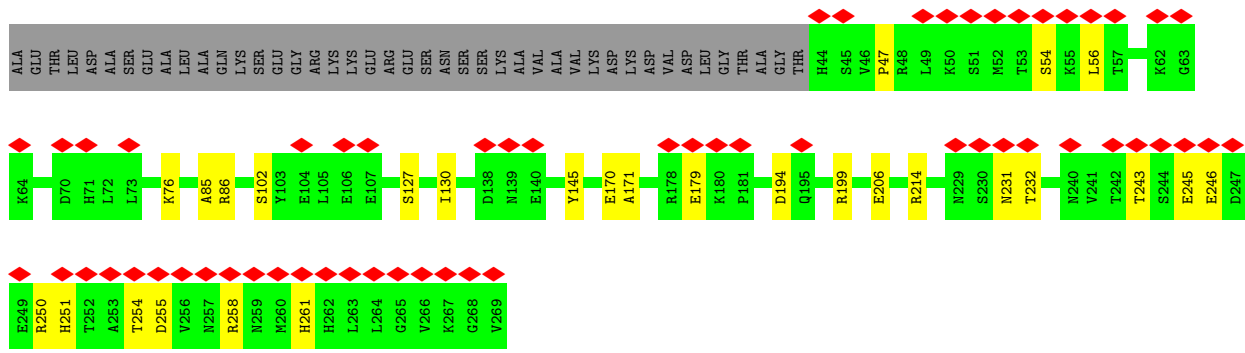 ALA GLU THR LEU ASP ALA SER GLU ALA LEU ALA GLN LYS SER GLU GLY ARG LYS LYS GLU ARG GLU SER ASN SER SER LYS ALA VAL ALA VAL LYS ASP LYS ASP VAL ASP LEU GLY THR ALA GLY THR H44 S45 V46 P47 R48 L49 K50 S51 M52 T53 S54 K55 L56 T57 K62 G63
K64 D70 H71 L72 L73 K76 A85 R86 S102 Y103 E104 L105 E106 E107 S127 I130 D138 N139 E140 Y145 E170 A171 R178 E179 K180 P181 D194 Q195 R199 E206 R214 N229 S230 N231 T232 N240 V241 T242 T243 S244 E245 E246 D247
E249 R250 H251 T252 A253 T254 D255 V256 N257 R258 N259 M260 H261 H262 L263 L264 G265 V266 K267 G268 V269